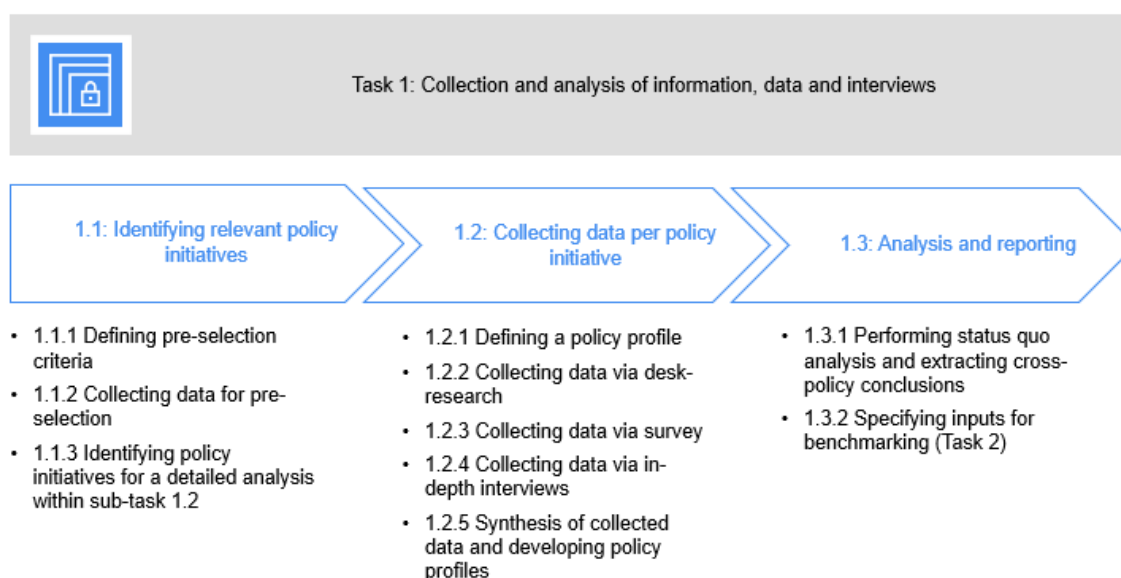 Task 1: Collection and analysis of information, data and interviews
1.1: Identifying relevant policy
initiatives
1.2: Collecting data per policy
initiative
1.3: Analysis and reporting
• 1.1.1 Defining pre-selection
criteria
• 1.1.2 Collecting data for pre-
selection
• 1.1.3 Identifying policy
initiatives for a detailed analysis
within sub-task 1.2
• 1.2.1 Defining a policy profile
• 1.2.2 Collecting data via desk-
research
• 1.2.3 Collecting data via survey
• 1.2.4 Collecting data via in-
depth interviews
• 1.2.5 Synthesis of collected
data and developing policy
profiles
• 1.3.1 Performing status quo
analysis and extracting cross-
policy conclusions
• 1.3.2 Specifying inputs for
benchmarking (Task 2)